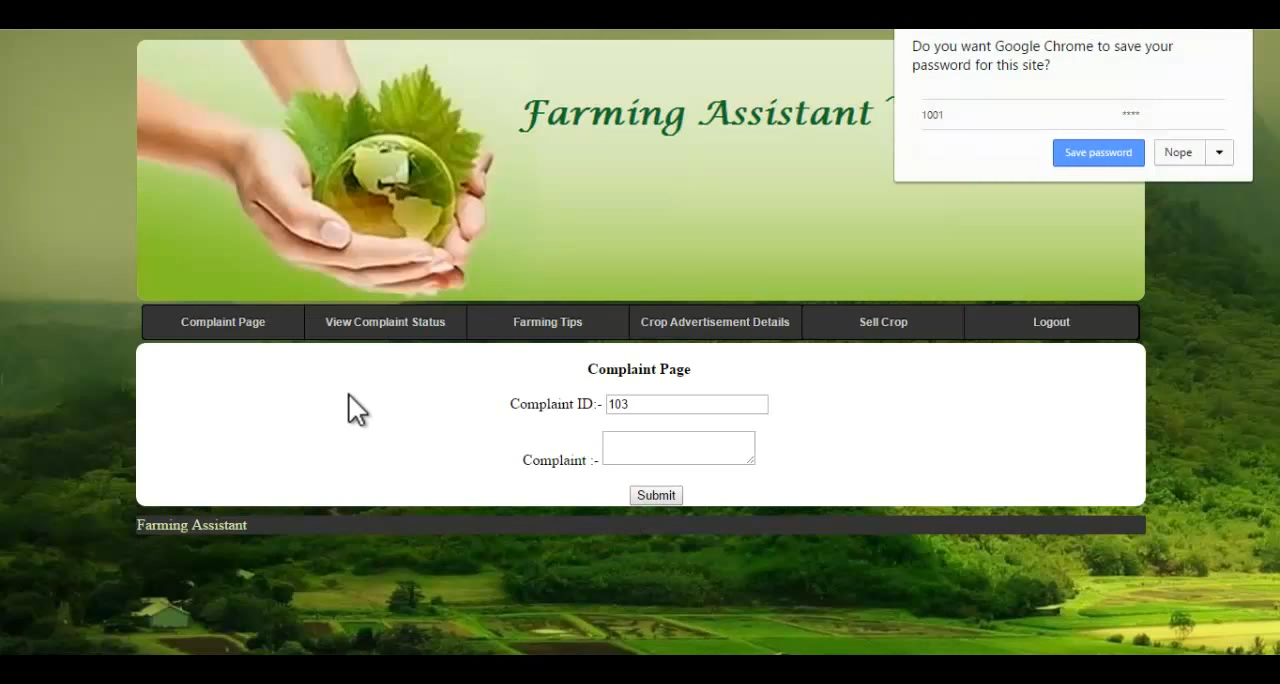 Do you want Google Chrome to save your
password for this site?
1001 ****
Save password Nope
Farming Assistant
Complaint Page View Complaint Status Farming Tips Crop Advertisement Details Sell Crop Logout
Complaint Page
Complaint ID:- 103
Complaint :-
Submit
Farming Assistant